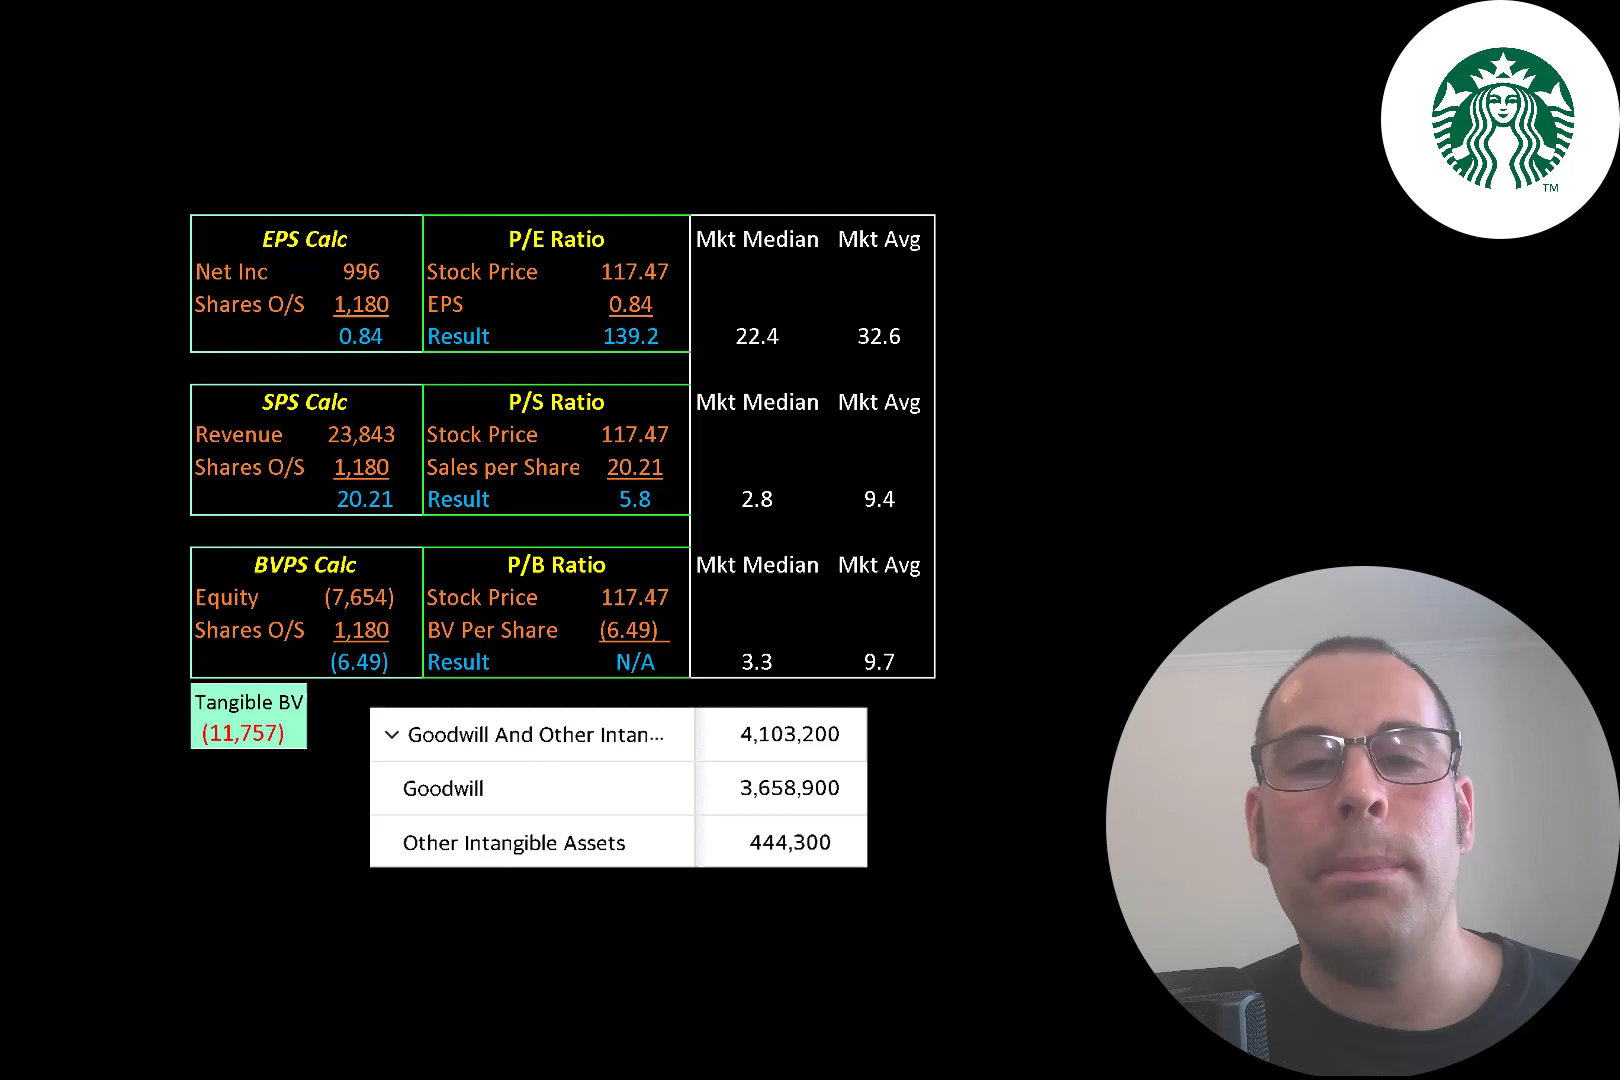 EPS Calc P/E Ratio Mkt Median Mkt Avg
Net Inc 996 Stock Price 117.47
Shares O/S 1,180 EPS 0.84
0.84 Result 139.2 22.4 32.6
SPS Calc P/S Ratio Mkt Median Mkt Avg
Revenue 23,843 Stock Price 117.47
Shares O/S 1,180 Sales per Share 20.21
20.21 Result 5.8 2.8 9.4
BVPS Calc P/B Ratio Mkt Median Mkt Avg
Equity (7,654) Stock Price 117.47
Shares O/S 1,180 BV Per Share (6.49)
(6.49) Result N/A 3.3 9.7
Tangible BV
(11,757)
Goodwill And Other Intan... 4,103,200
Goodwill 3,658,900
Other Intangible Assets 444,300
TM